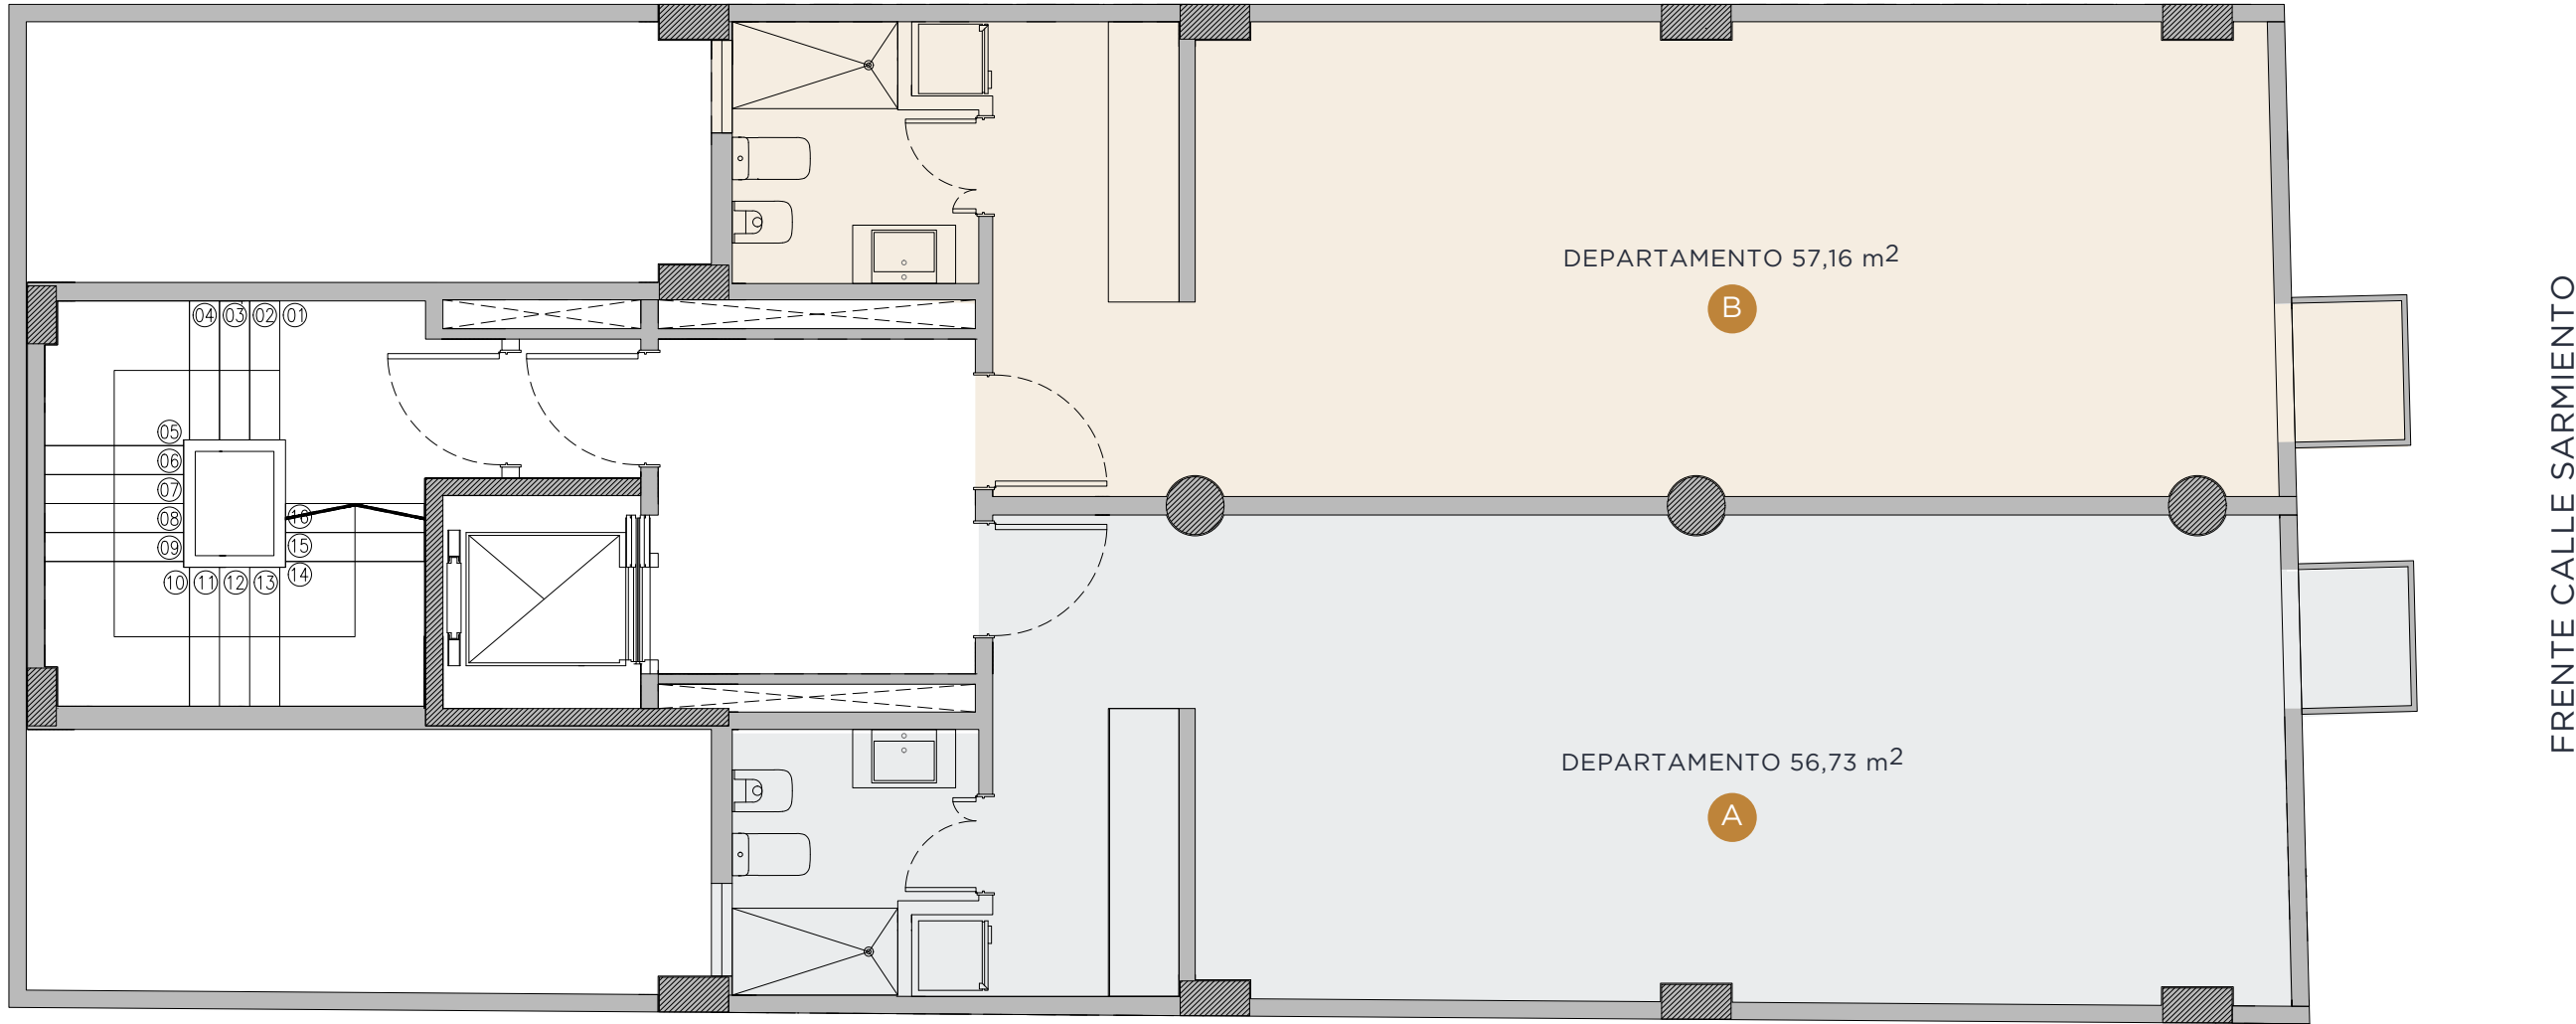 DEPARTAMENTO 57,16 m²
B
DEPARTAMENTO 56,73 m²
A
FRENTE CALLE SARMIENTO
04 03 02 01
05
06
07
08
09
10 11 12 13
14
15
16